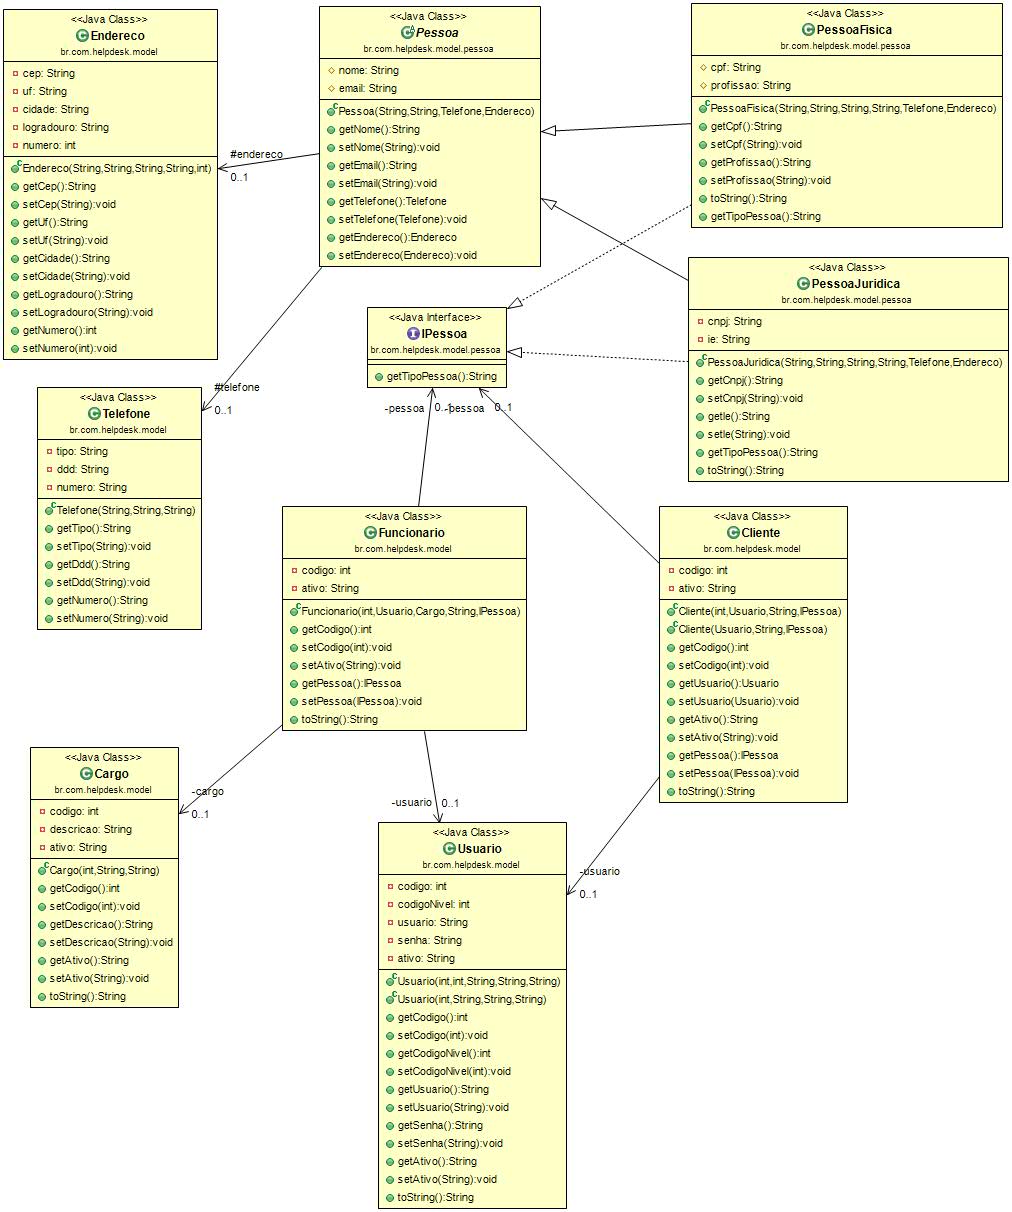 <<Java Class>>
Endereco
br.com.helpdesk.model
cep: String
uf: String
cidade: String
logradouro: String
numero: int
Endereco(String,String,String,String,int)
getCep():String
setCep(String):void
getUf():String
setUf(String):void
getCidade():String
setCidade(String):void
getLogradouro():String
setLogradouro(String):void
getNumero():int
setNumero(int):void
#endereco
0..1
<<Java Class>>
Pessoa
br.com.helpdesk.model.pessoa
nome: String
email: String
Pessoa(String,String,Telefone,Endereco)
getNome():String
setNome(String):void
getEmail():String
setEmail(String):void
getTelefone():Telefone
setTelefone(Telefone):void
getEndereco():Endereco
setEndereco(Endereco):void
<<Java Class>>
PessoaFisica
br.com.helpdesk.model.pessoa
cpf: String
profissao: String
PessoaFisica(String,String,String,String,Telefone,Endereco)
getCpf():String
setCpf(String):void
getProfissao():String
setProfissao(String):void
toString():String
getTipoPessoa():String
<<Java Class>>
PessoaJuridica
br.com.helpdesk.model.pessoa
cnpj: String
ie: String
PessoaJuridica(String,String,String,String,Telefone,Endereco)
getCnpj():String
setCnpj(String):void
getIe():String
setIe(String):void
getTipoPessoa():String
toString():String
<<Java Interface>>
IPessoa
br.com.helpdesk.model.pessoa
getTipoPessoa():String
-pessoa
0..1
-pessoa
0..1
#telefone
0..1
<<Java Class>>
Telefone
br.com.helpdesk.model
tipo: String
ddd: String
numero: String
Telefone(String,String,String)
getTipo():String
setTipo(String):void
getDdd():String
setDdd(String):void
getNumero():String
setNumero(String):void
<<Java Class>>
Funcionario
br.com.helpdesk.model
codigo: int
ativo: String
Funcionario(int,Usuario,Cargo,String,IPessoa)
getCodigo():int
setCodigo(int):void
setAtivo(String):void
getPessoa():IPessoa
setPessoa(IPessoa):void
toString():String
<<Java Class>>
Cliente
br.com.helpdesk.model
codigo: int
ativo: String
Cliente(int,Usuario,String,IPessoa)
Cliente(Usuario,String,IPessoa)
getCodigo():int
setCodigo(int):void
getUsuario():Usuario
setUsuario(Usuario):void
getAtivo():String
setAtivo(String):void
getPessoa():IPessoa
setPessoa(IPessoa):void
toString():String
<<Java Class>>
Cargo
br.com.helpdesk.model
codigo: int
descricao: String
ativo: String
Cargo(int,String,String)
getCodigo():int
setCodigo(int):void
getDescricao():String
setDescricao(String):void
getAtivo():String
setAtivo(String):void
toString():String
-cargo
0..1
-usuario
0..1
-usuario
0..1
<<Java Class>>
Usuario
br.com.helpdesk.model
codigo: int
codigoNivel: int
usuario: String
senha: String
ativo: String
Usuario(int,int,String,String,String)
Usuario(int,String,String,String)
getCodigo():int
setCodigo(int):void
getCodigoNivel():int
setCodigoNivel(int):void
getUsuario():String
setUsuario(String):void
getSenha():String
setSenha(String):void
getAtivo():String
setAtivo(String):void
toString():String